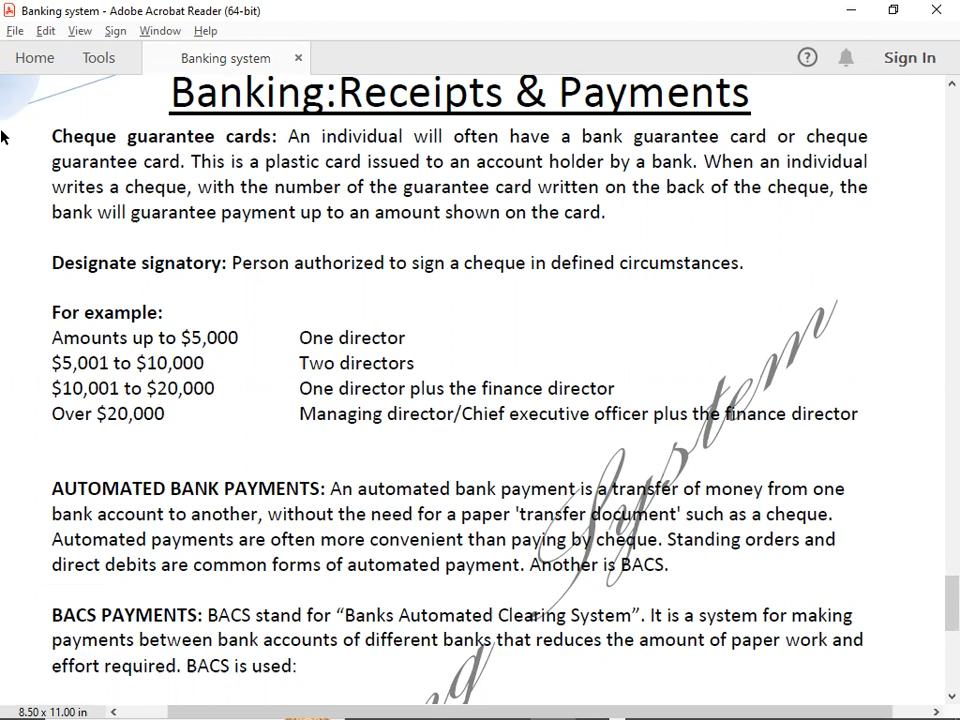 Banking system - Adobe Acrobat Reader (64-bit)
File Edit View Sign Window Help
Home Tools Banking system × ? Sign In
Banking:Receipts & Payments
Cheque guarantee cards: An individual will often have a bank guarantee card or cheque
guarantee card. This is a plastic card issued to an account holder by a bank. When an individual
writes a cheque, with the number of the guarantee card written on the back of the cheque, the
bank will guarantee payment up to an amount shown on the card.
Designate signatory: Person authorized to sign a cheque in defined circumstances.
For example:
Amounts up to $5,000 One director
$5,001 to $10,000 Two directors
$10,001 to $20,000 One director plus the finance director
Over $20,000 Managing director/Chief executive officer plus the finance director
AUTOMATED BANK PAYMENTS: An automated bank payment is a transfer of money from one
bank account to another, without the need for a paper 'transfer document' such as a cheque.
Automated payments are often more convenient than paying by cheque. Standing orders and
direct debits are common forms of automated payment. Another is BACS.
BACS PAYMENTS: BACS stand for “Banks Automated Clearing System”. It is a system for making
payments between bank accounts of different banks that reduces the amount of paper work and
effort required. BACS is used:
System
8.50 x 11.00 in